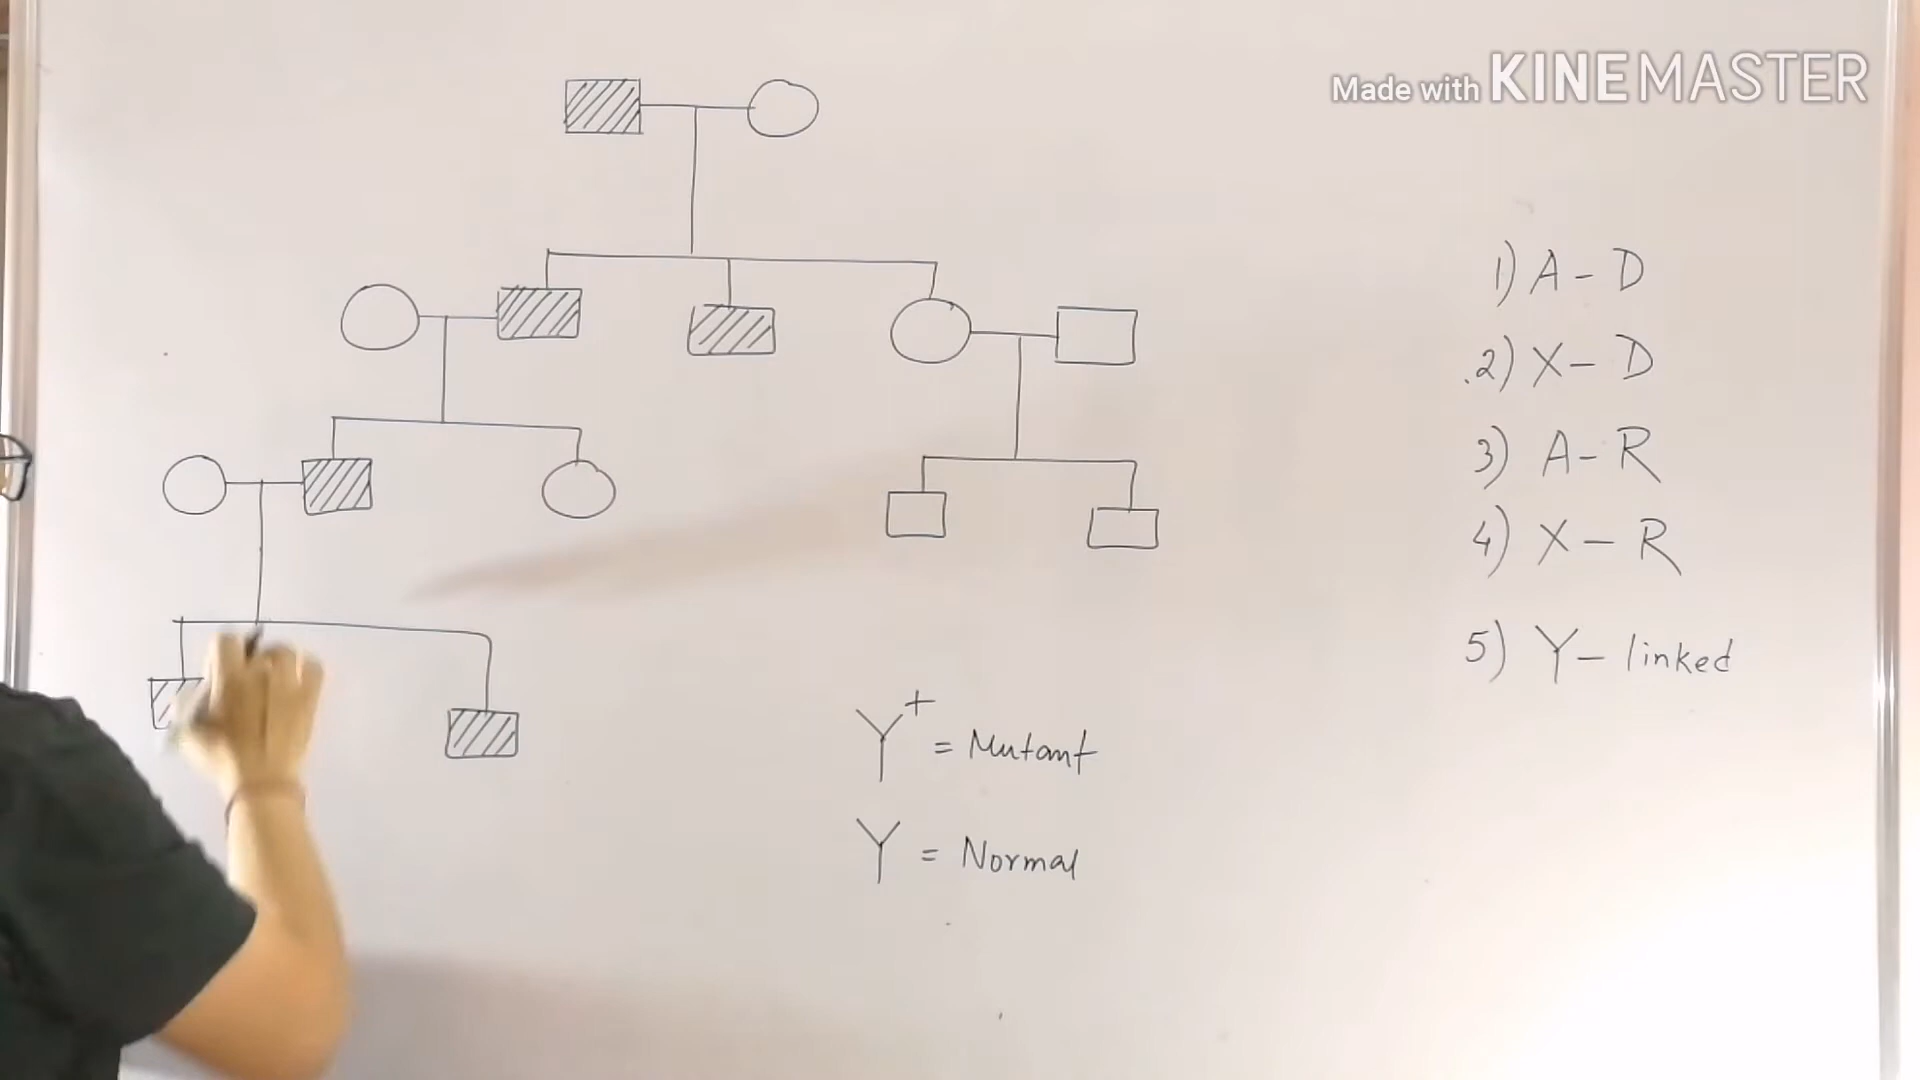 Made with KINEMASTER
1) A - D
2) X - D
3) A - R
4) X - R
5) Y - linked
Y+ = Mutant
Y = Normal